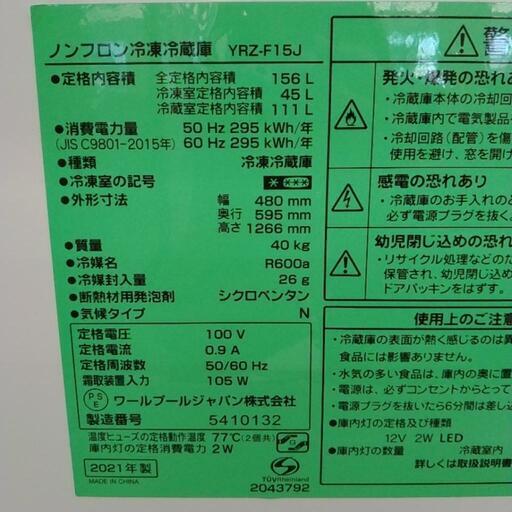 ノンフロン冷凍冷蔵庫 YRZ-F15J
●定格内容積 全定格内容積 156 L
冷凍室定格内容積 45 L
冷蔵室定格内容積 111 L
●消費電力量 50 Hz 295 kWh/年
(JIS C9801-2015年) 60 Hz 295 kWh/年
●種類 冷凍冷蔵庫
●冷凍室の記号
●外形寸法 幅 480 mm
奥行 595 mm
高さ 1266 mm
●質量 40 kg
●冷媒名 R600a
●冷媒封入量 26 g
●断熱材用発泡剤 シクロペンタン
●気候タイプ N
定格電圧 100 V
定格電流 0.9 A
定格周波数 50/60 Hz
霜取装置入力 105 W
PSE ワールプールジャパン株式会社
製造番号 5410132
温度ヒューズの定格動作温度 77℃(2個共)
庫内灯の定格消費電力 2W
2021年製
MADE IN CHINA
TÜVRheinland
2043792
警
発火・爆発の恐れあ
・冷蔵庫本体の冷却回
・冷蔵庫内で電気製品を
・冷却回路(配管)を傷
使用を避け、窓を開け
感電の恐れあり
・冷蔵庫のお手入れの
必ず電源プラグを抜く
幼児閉じ込めの恐れ
・リサイクル処理などのた
保管され、幼児が
ドアパッキンをはずす。
使用上のご注意
・冷蔵庫の表面が熱く感じるのは異
食品には影響ありません。
・水気の多い食品は、庫内の奥に置
・電源は、必ずコンセントからとって
電源プラグを抜いたら6分間は差し込
●庫内灯の定格及び種類
12V 2W LED
●庫内灯の数 冷蔵室内
詳しくは取扱説明